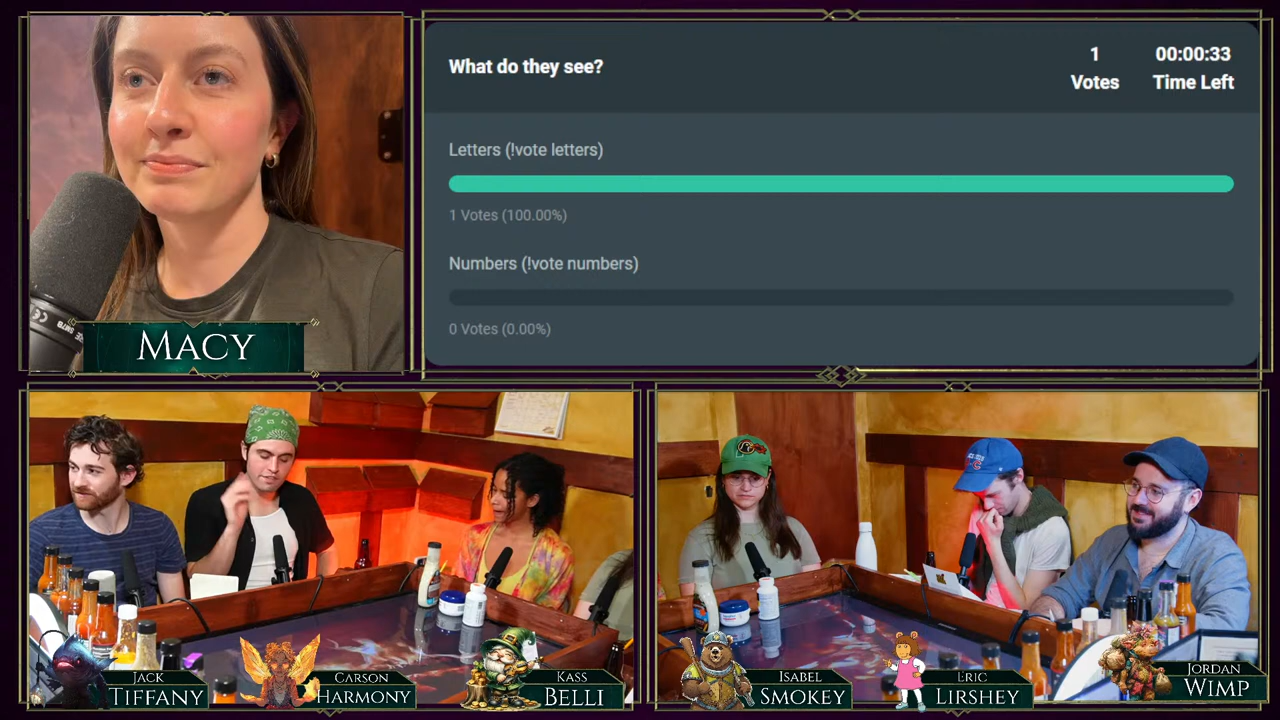 What do they see?
1
Votes
00:00:33
Time Left
Letters (!vote letters)
1 Votes (100.00%)
Numbers (!vote numbers)
0 Votes (0.00%)
SM7B
MACY
JACK
TIFFANY
CARSON
HARMONY
KASS
BELLI
ISABEL
SMOKEY
ERIC
LIRSHEY
JORDAN
WIMP